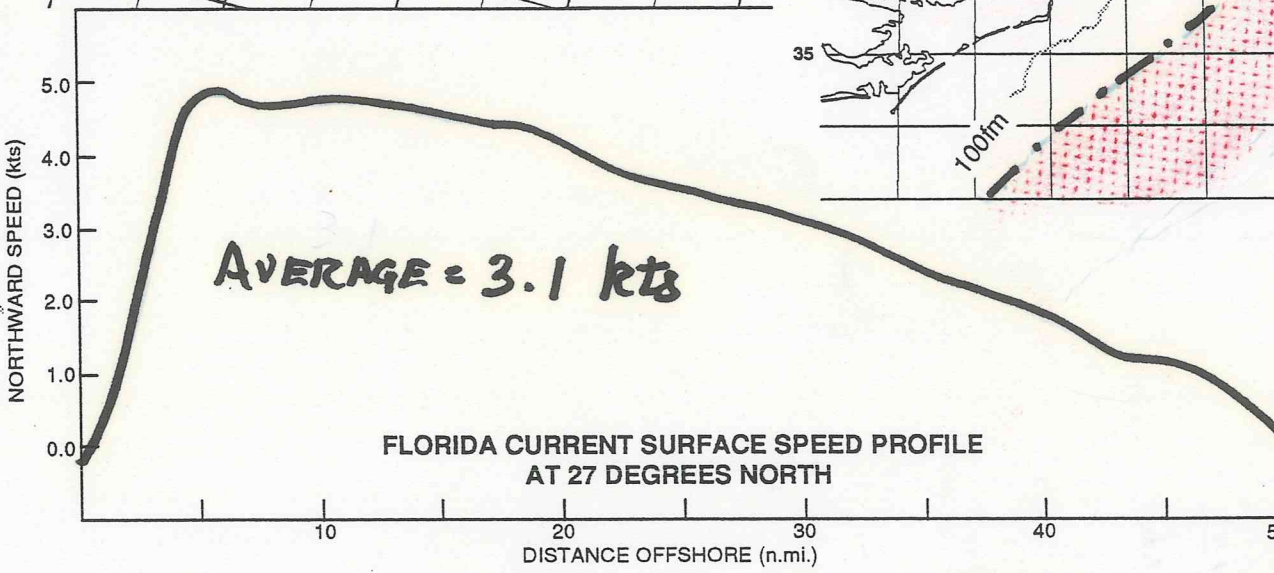 35
100fm
5.0
4.0
3.0
2.0
1.0
0.0
NORTHWARD SPEED (kts)
AVERAGE = 3.1 kts
FLORIDA CURRENT SURFACE SPEED PROFILE
AT 27 DEGREES NORTH
10
20
30
40
5
DISTANCE OFFSHORE (n.mi.)